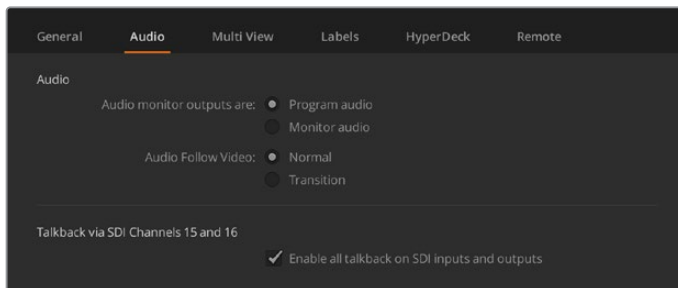 General Audio Multi View Labels HyperDeck Remote
Audio
Audio monitor outputs are: Program audio
Monitor audio
Audio Follow Video: Normal
Transition
Talkback via SDI Channels 15 and 16
Enable all talkback on SDI inputs and outputs